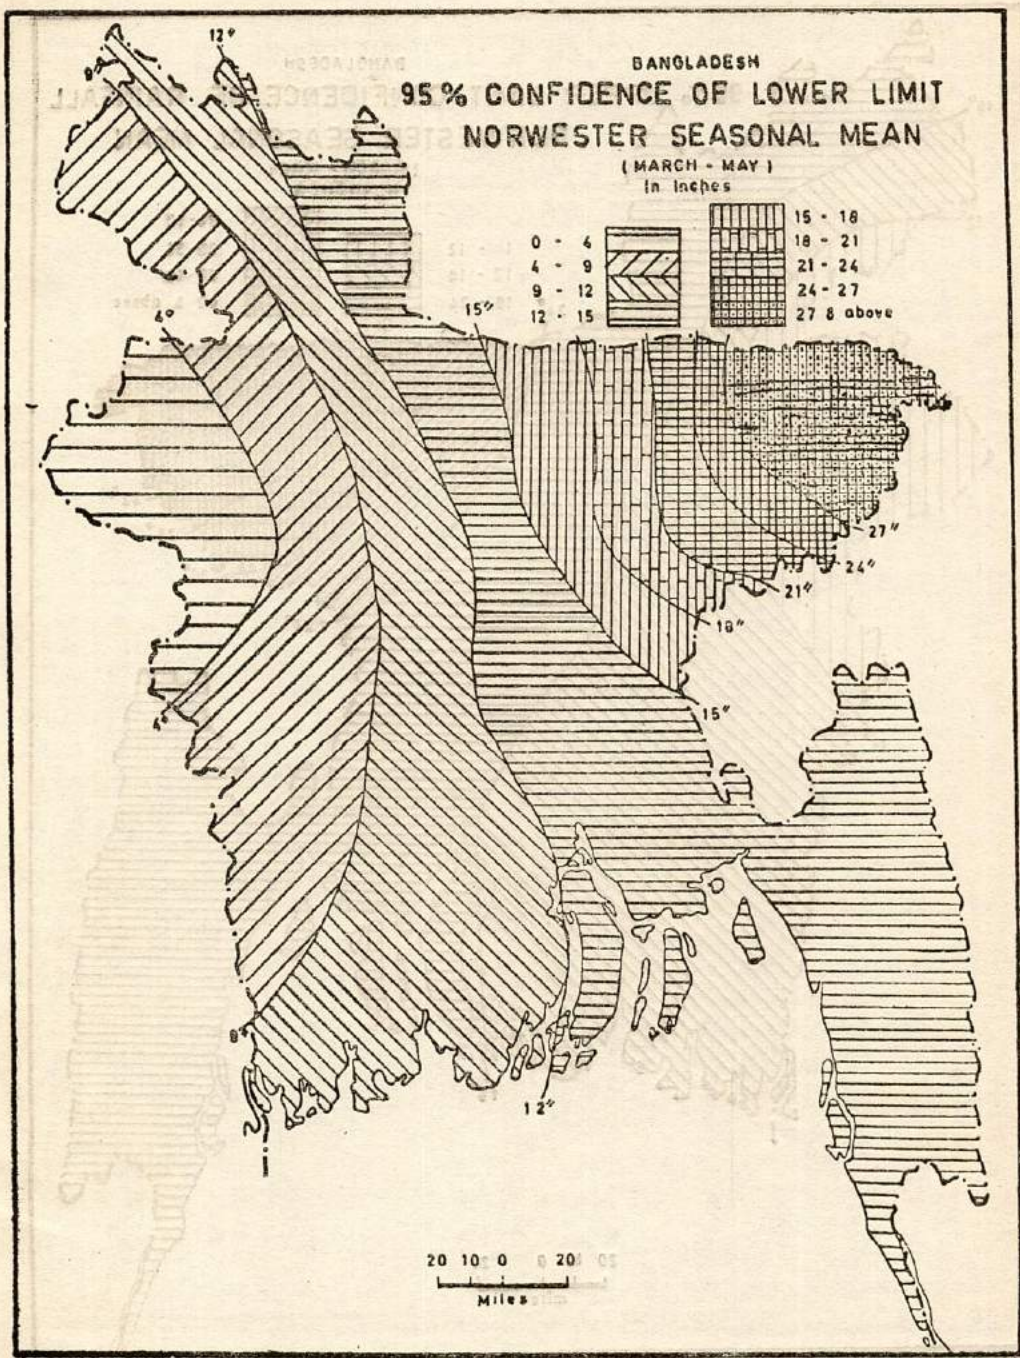 BANGLADESH
95% CONFIDENCE OF LOWER LIMIT
NORWESTER SEASONAL MEAN
(MARCH - MAY)
In Inches
0 - 4
4 - 9
9 - 12
12 - 15
15 - 18
18 - 21
21 - 24
24 - 27
27 & above
12"
4"
15"
27"
24"
21"
18"
15"
4"
12"
20 10 0 20
Miles